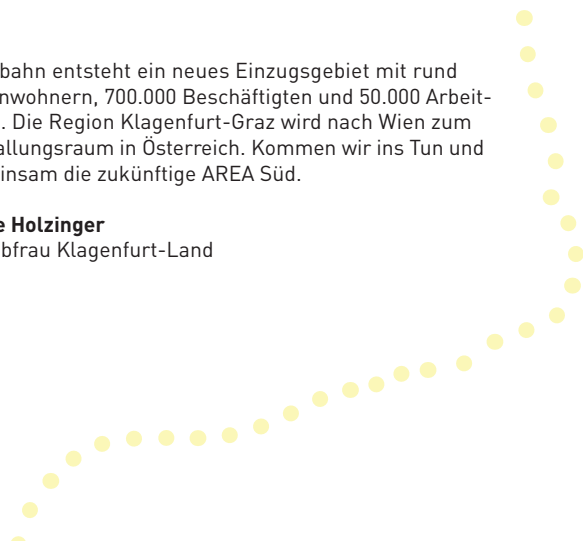 bahn entsteht ein neues Einzugsgebiet mit rund
nwohnern, 700.000 Beschäftigten und 50.000 Arbeit-
. Die Region Klagenfurt-Graz wird nach Wien zum
allungsraum in Österreich. Kommen wir ins Tun und
insam die zukünftige AREA Süd.
e Holzinger
bfrau Klagenfurt-Land